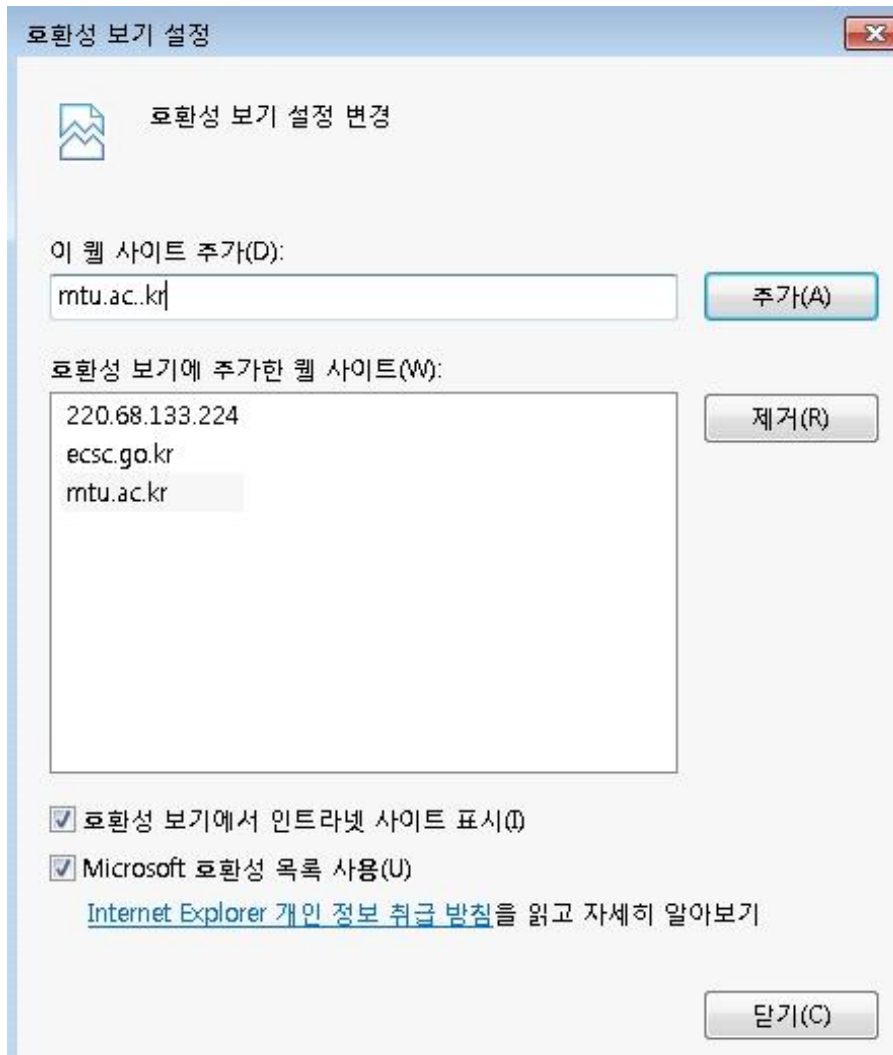 호환성 보기 설정
호환성 보기 설정 변경
이 웹 사이트 추가(D):
mtu.ac..kr
추가(A)
호환성 보기에 추가한 웹 사이트(W):
220.68.133.224
제거(R)
ecsc.go.kr
mtu.ac.kr
호환성 보기에서 인트라넷 사이트 표시(I)
Microsoft 호환성 목록 사용(U)
Internet Explorer 개인 정보 취급 방침을 읽고 자세히 알아보기
닫기(C)